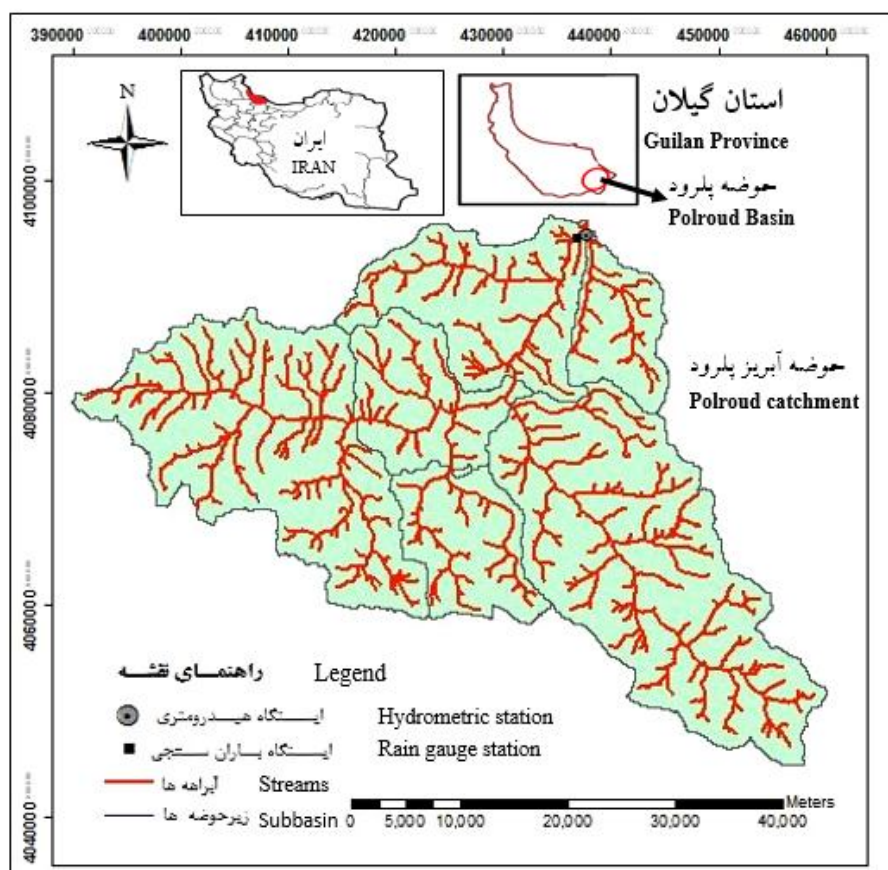 390000 400000 410000 420000 430000 440000 450000 460000
4100000
4080000
4060000
4040000
N
ایران
IRAN
استان گیلان
Guilan Province
حوضه پلرود
Polroud Basin
حوضه آبریز پلرود
Polroud catchment
راهنمای نقشه Legend
ایستگاه هیدرومتری Hydrometric station
ایستگاه باران سنجی Rain gauge station
آبراهه ها Streams
زیرحوضه ها Subbasin
Meters
0 5,000 10,000 20,000 30,000 40,000